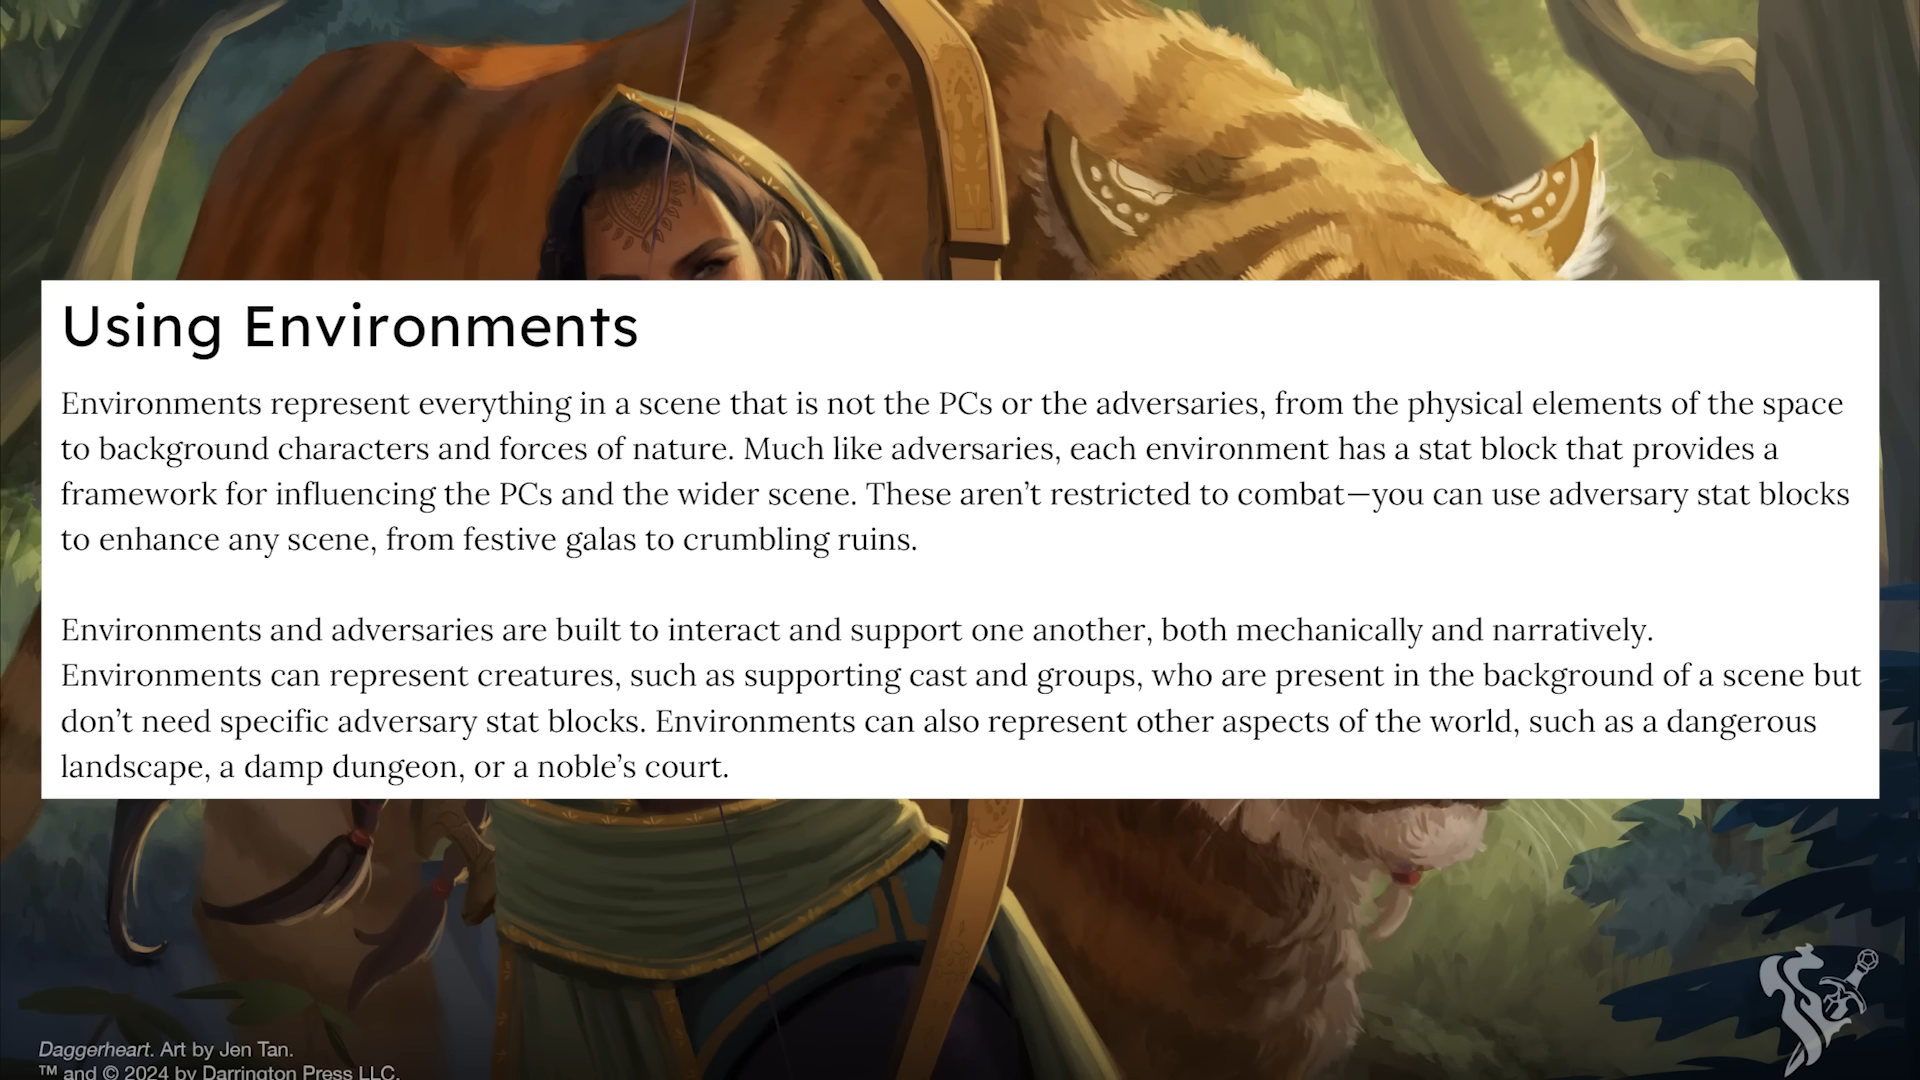 Using Environments
Environments represent everything in a scene that is not the PCs or the adversaries, from the physical elements of the space
to background characters and forces of nature. Much like adversaries, each environment has a stat block that provides a
framework for influencing the PCs and the wider scene. These aren’t restricted to combat—you can use adversary stat blocks
to enhance any scene, from festive galas to crumbling ruins.
Environments and adversaries are built to interact and support one another, both mechanically and narratively.
Environments can represent creatures, such as supporting cast and groups, who are present in the background of a scene but
don’t need specific adversary stat blocks. Environments can also represent other aspects of the world, such as a dangerous
landscape, a damp dungeon, or a noble’s court.
Daggerheart. Art by Jen Tan.
™ and © 2024 by Darrington Press LLC.